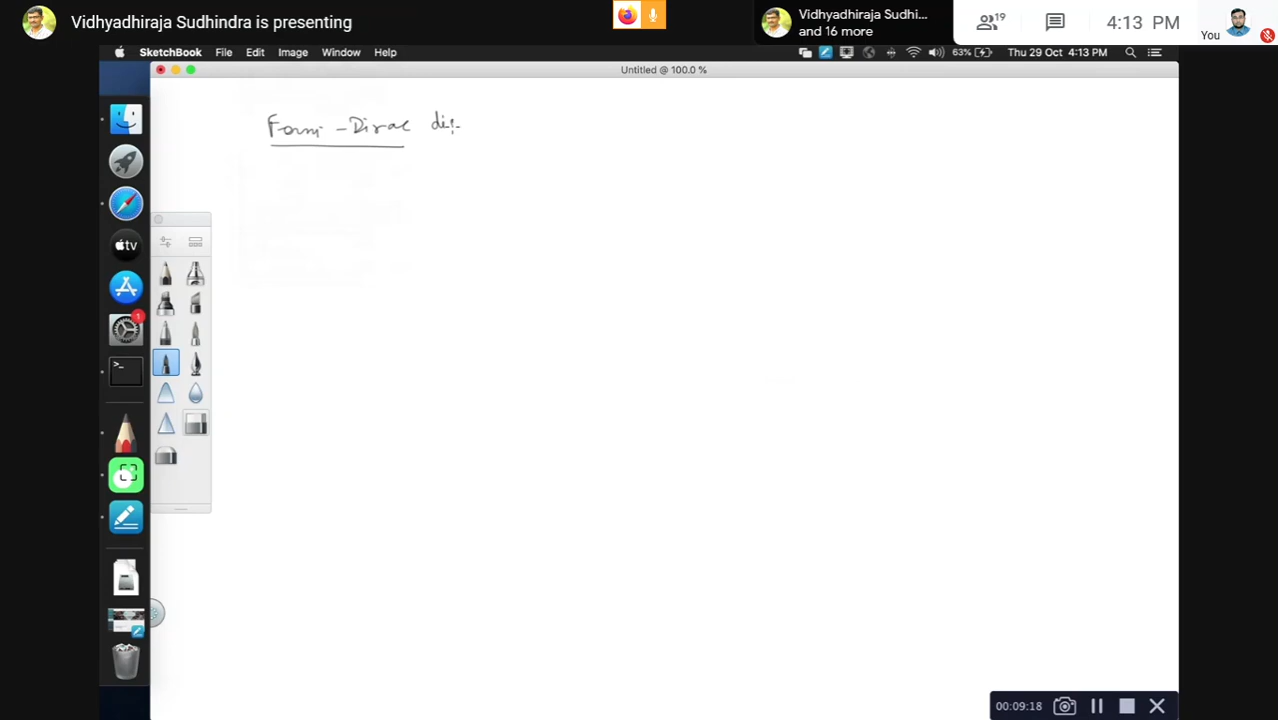 Vidhyadhiraja Sudhindra is presenting
Vidhyadhiraja Sudhi...
and 16 more
19
4:13 PM
You
SketchBook File Edit Image Window Help
63% Thu 29 Oct 4:13 PM
Untitled @ 100.0 %
Fermi - Dirac dis
tv
1
>_
00:09:18